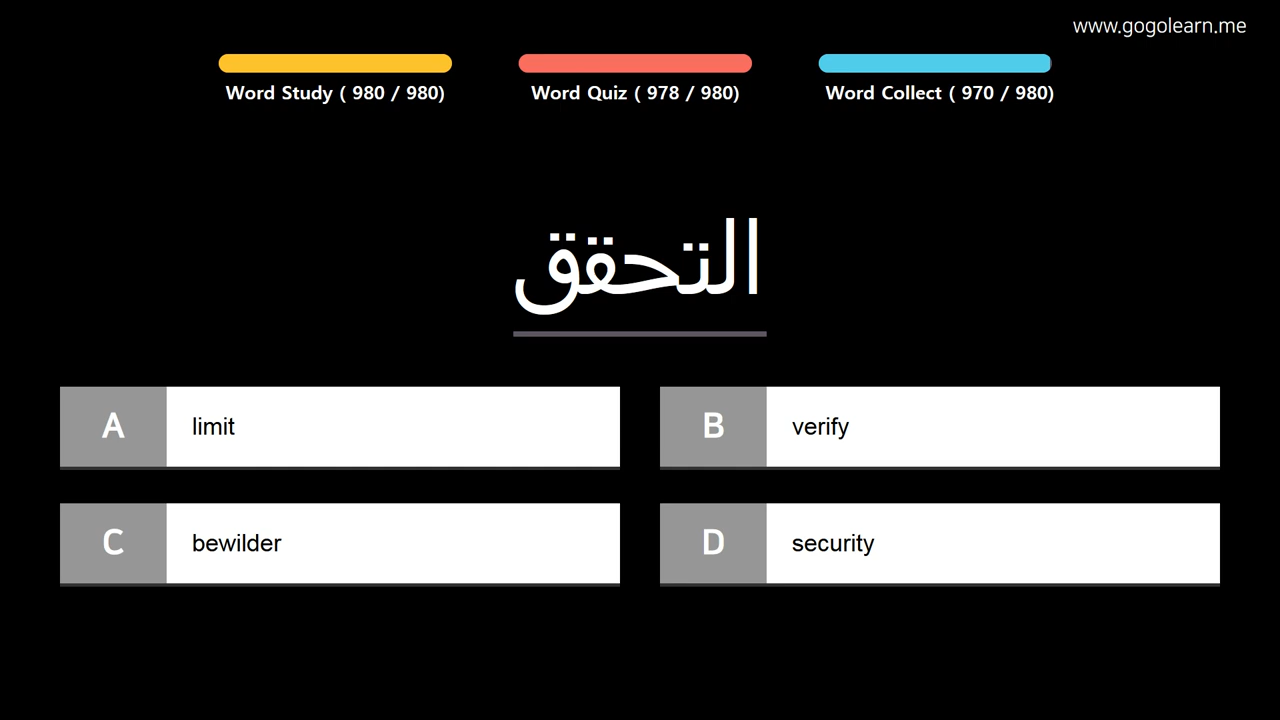 www.gogolearn.me
Word Study ( 980 / 980)
Word Quiz ( 978 / 980)
Word Collect ( 970 / 980)
التحقق
A limit
B verify
C bewilder
D security